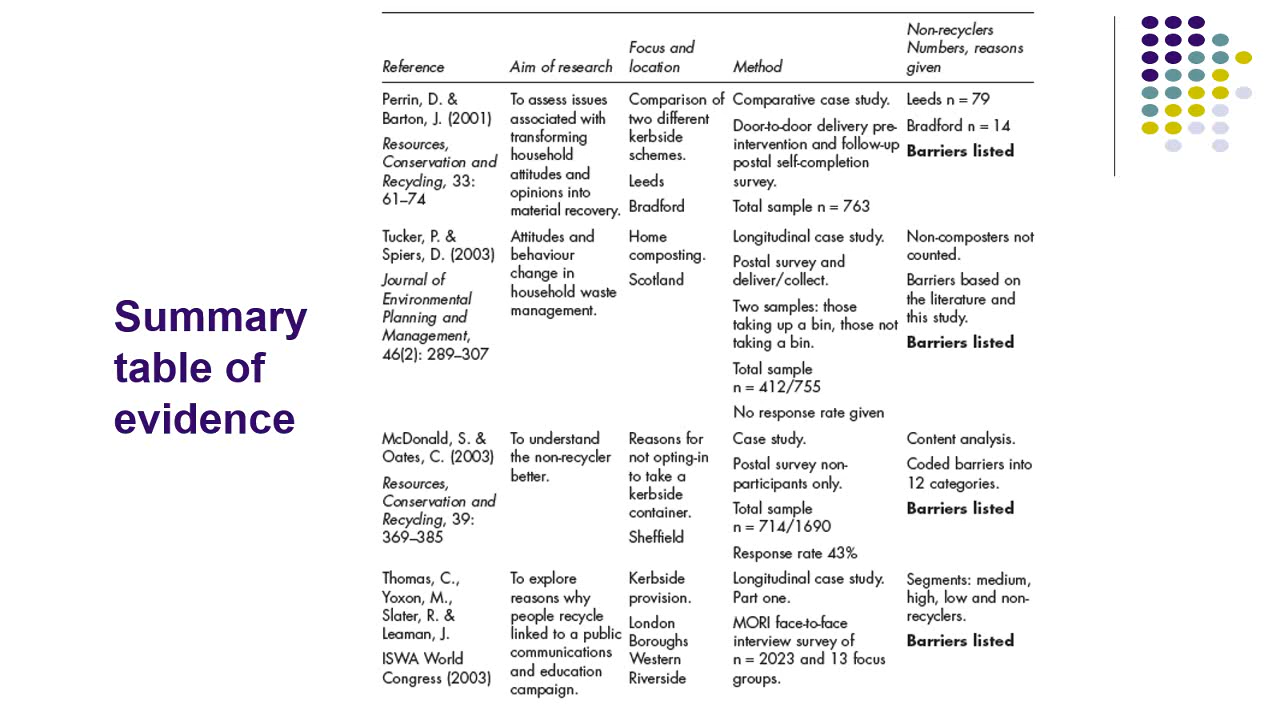 Summary
table of
evidence
Reference
Aim of research
Focus and
location
Method
Non-recyclers
Numbers, reasons
given
Perrin, D. &
Barton, J. (2001)
Resources,
Conservation and
Recycling, 33:
61–74
To assess issues
associated with
transforming
household
attitudes and
opinions into
material recovery.
Comparison of
two different
kerbside
schemes.
Leeds
Bradford
Comparative case study.
Door-to-door delivery pre-
intervention and follow-up
postal self-completion
survey.
Total sample n = 763
Leeds n = 79
Bradford n = 14
Barriers listed
Tucker, P. &
Spiers, D. (2003)
Journal of
Environmental
Planning and
Management,
46(2): 289–307
Attitudes and
behaviour
change in
household waste
management.
Home
composting.
Scotland
Longitudinal case study.
Postal survey and
deliver/collect.
Two samples: those
taking up a bin, those not
taking a bin.
Total sample
n = 412/755
No response rate given
Non-composters not
counted.
Barriers based on
the literature and
this study.
Barriers listed
McDonald, S. &
Oates, C. (2003)
Resources,
Conservation and
Recycling, 39:
369–385
To understand
the non-recycler
better.
Reasons for
not opting-in
to take a
kerbside
container.
Sheffield
Case study.
Postal survey non-
participants only.
Total sample
n = 714/1690
Response rate 43%
Content analysis.
Coded barriers into
12 categories.
Barriers listed
Thomas, C.,
Yoxon, M.,
Slater, R. &
Leaman, J.
ISWA World
Congress (2003)
To explore
reasons why
people recycle
linked to a public
communications
and education
campaign.
Kerbside
provision.
London
Boroughs
Western
Riverside
Longitudinal case study.
Part one.
MORI face-to-face
interview survey of
n = 2023 and 13 focus
groups.
Segments: medium,
high, low and non-
recyclers.
Barriers listed